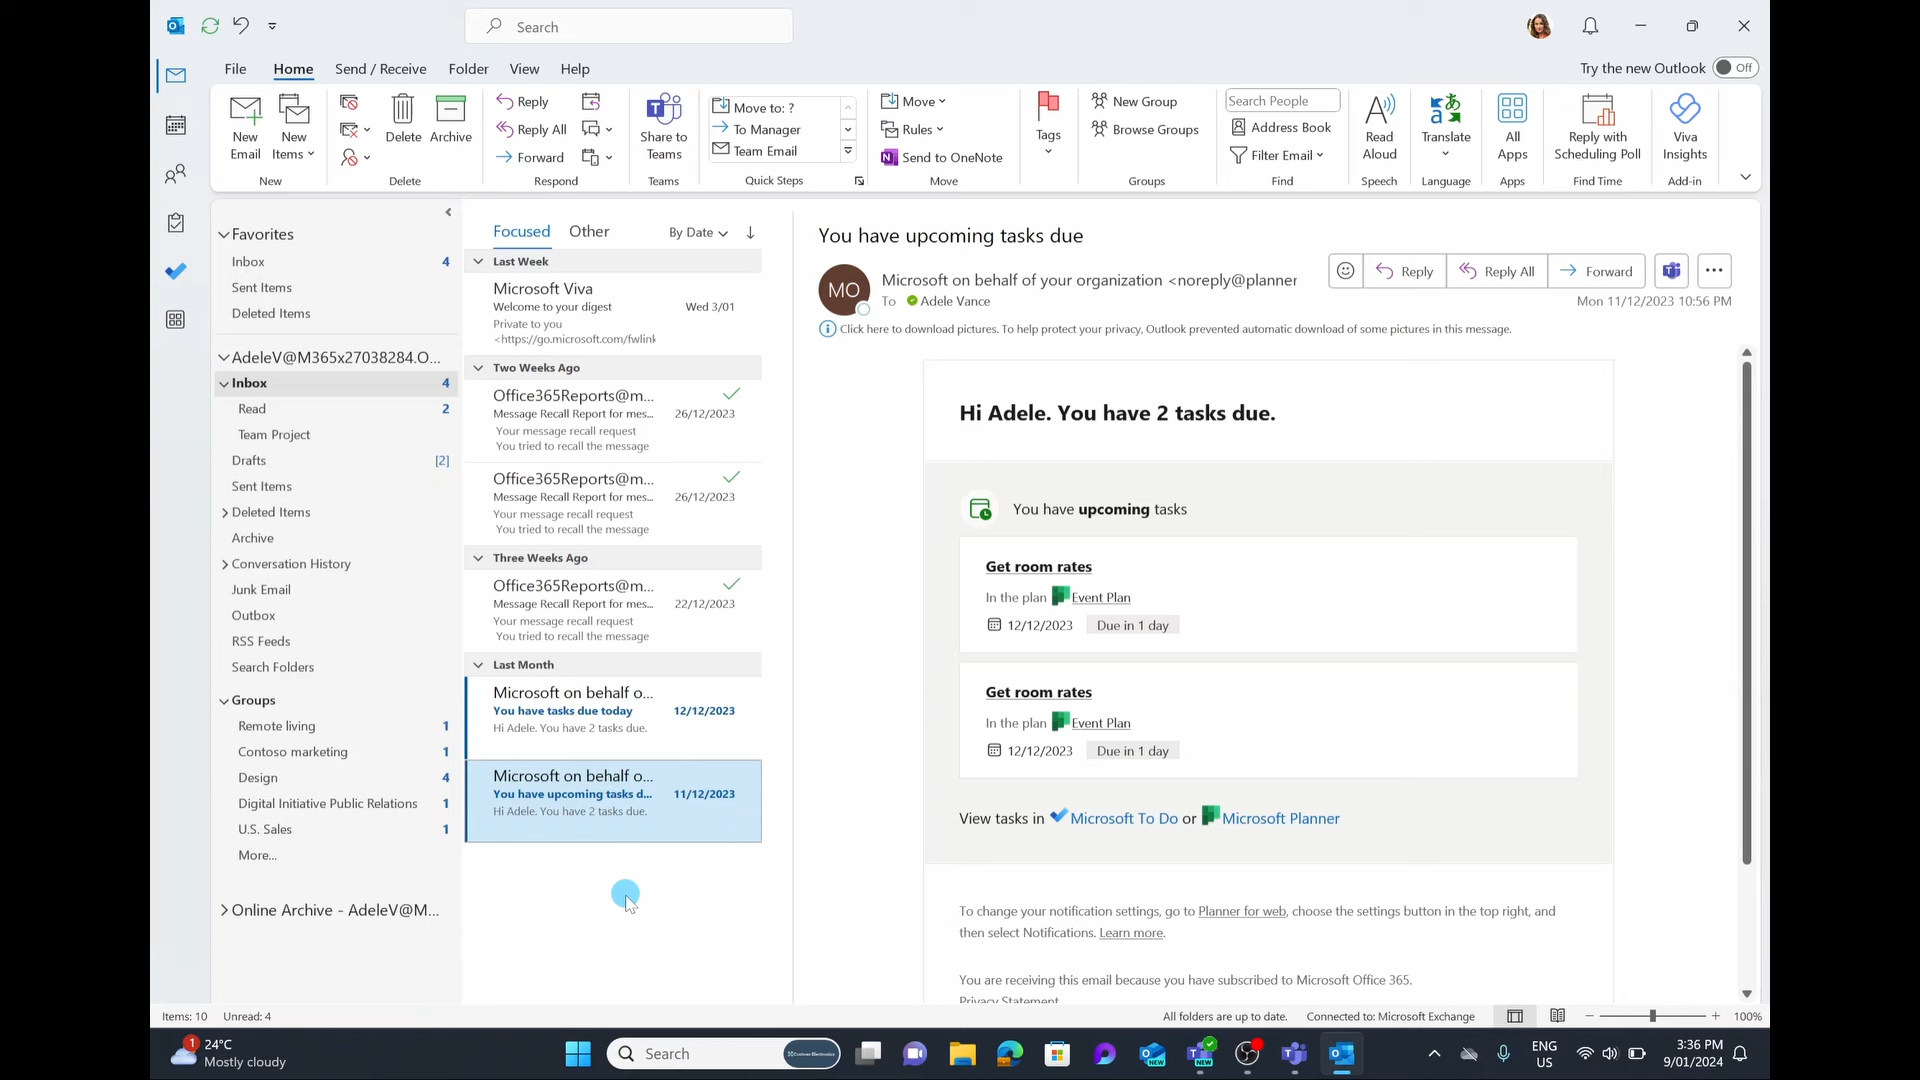 Search
File Home Send / Receive Folder View Help
Try the new Outlook Off
New Email
New Items
New
Delete
Archive
Delete
Reply
Reply All
Forward
Respond
Share to Teams
Teams
Move to: ?
To Manager
Team Email
Quick Steps
Move
Rules
Send to OneNote
Move
Tags
New Group
Browse Groups
Groups
Search People
Address Book
Filter Email
Find
Read Aloud
Speech
Translate
Language
All Apps
Apps
Reply with Scheduling Poll
Find Time
Viva Insights
Add-in
Favorites
Inbox 4
Sent Items
Deleted Items
AdeleV@M365x27038284.O...
Inbox 4
Read 2
Team Project
Drafts [2]
Sent Items
Deleted Items
Archive
Conversation History
Junk Email
Outbox
RSS Feeds
Search Folders
Groups
Remote living 1
Contoso marketing 1
Design 4
Digital Initiative Public Relations 1
U.S. Sales 1
More...
Online Archive - AdeleV@M...
Focused Other By Date
Last Week
Microsoft Viva
Welcome to your digest Wed 3/01
Private to you
<https://go.microsoft.com/fwlink
Two Weeks Ago
Office365Reports@m...
Message Recall Report for mes... 26/12/2023
Your message recall request
You tried to recall the message
Office365Reports@m...
Message Recall Report for mes... 26/12/2023
Your message recall request
You tried to recall the message
Three Weeks Ago
Office365Reports@m...
Message Recall Report for mes... 22/12/2023
Your message recall request
You tried to recall the message
Last Month
Microsoft on behalf o...
You have tasks due today 12/12/2023
Hi Adele. You have 2 tasks due.
Microsoft on behalf o...
You have upcoming tasks d... 11/12/2023
Hi Adele. You have 2 tasks due.
You have upcoming tasks due
MO
Microsoft on behalf of your organization <noreply@planner
To Adele Vance
Reply Reply All Forward
Mon 11/12/2023 10:56 PM
Click here to download pictures. To help protect your privacy, Outlook prevented automatic download of some pictures in this message.
Hi Adele. You have 2 tasks due.
You have upcoming tasks
Get room rates
In the plan Event Plan
12/12/2023 Due in 1 day
Get room rates
In the plan Event Plan
12/12/2023 Due in 1 day
View tasks in Microsoft To Do or Microsoft Planner
To change your notification settings, go to Planner for web, choose the settings button in the top right, and
then select Notifications. Learn more.
You are receiving this email because you have subscribed to Microsoft Office 365.
Privacy Statement
Items: 10 Unread: 4
All folders are up to date. Connected to: Microsoft Exchange
100%
1
24°C
Mostly cloudy
Search
NEW
NEW
ENG
US
3:36 PM
9/01/2024